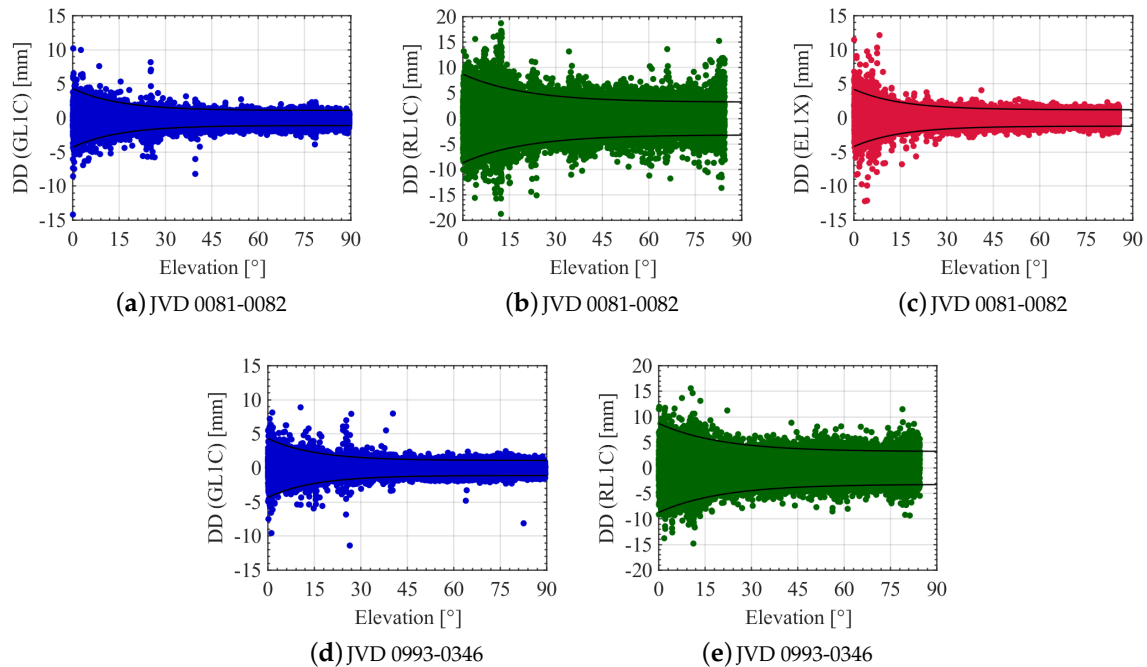 15
10
5
0
-5
-10
-15
DD (GL1C) [mm]
0 15 30 45 60 75 90
Elevation [°]
(a) JVD 0081-0082
20
15
10
5
0
-5
-10
-15
-20
DD (RL1C) [mm]
0 15 30 45 60 75 90
Elevation [°]
(b) JVD 0081-0082
15
10
5
0
-5
-10
-15
DD (EL1X) [mm]
0 15 30 45 60 75 90
Elevation [°]
(c) JVD 0081-0082
15
10
5
0
-5
-10
-15
DD (GL1C) [mm]
0 15 30 45 60 75 90
Elevation [°]
(d) JVD 0993-0346
20
15
10
5
0
-5
-10
-15
-20
DD (RL1C) [mm]
0 15 30 45 60 75 90
Elevation [°]
(e) JVD 0993-0346